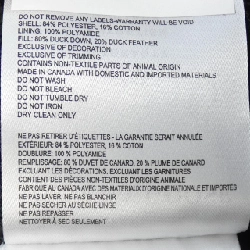 DO NOT REMOVE ANY LABELS-WARRANTY WILL BE VOID
SHELL: 84% POLYESTER, 16% COTTON
LINING: 100% POLYAMIDE
FILL: 80% DUCK DOWN, 20% DUCK FEATHER
EXCLUSIVE OF DECORATION
EXCLUSIVE OF TRIMMING
CONTAINS NON-TEXTILE PARTS OF ANIMAL ORIGIN
MADE IN CANADA WITH DOMESTIC AND IMPORTED MATERIALS
DO NOT WASH
DO NOT BLEACH
DO NOT TUMBLE DRY
DO NOT IRON
DRY CLEAN ONLY
NE PAS RETIRER D'ÉTIQUETTES - LA GARANTIE SERAIT ANNULÉE
EXTÉRIEUR: 84 % POLYESTER, 16 % COTON
DOUBLURE: 100 % POLYAMIDE
REMPLISSAGE: 80 % DUVET DE CANARD, 20 % PLUME DE CANARD
EXCLUANT LES DÉCORATIONS, EXCLUANT GARNITURES
CONTIENT DES PIÈCES NON-TEXTILES D'ORIGINE ANIMALE
FABRIQUÉ AU CANADA AVEC DES MATÉRIAUX D'ORIGINE NATIONALE ET IMPORTÉS
NE PAS LAVER, NE PAS BLANCHIR
NE PAS SÉCHER AU SÈCHE LINGE
NE PAS REPASSER
NETTOYER À SEC SEULEMENT